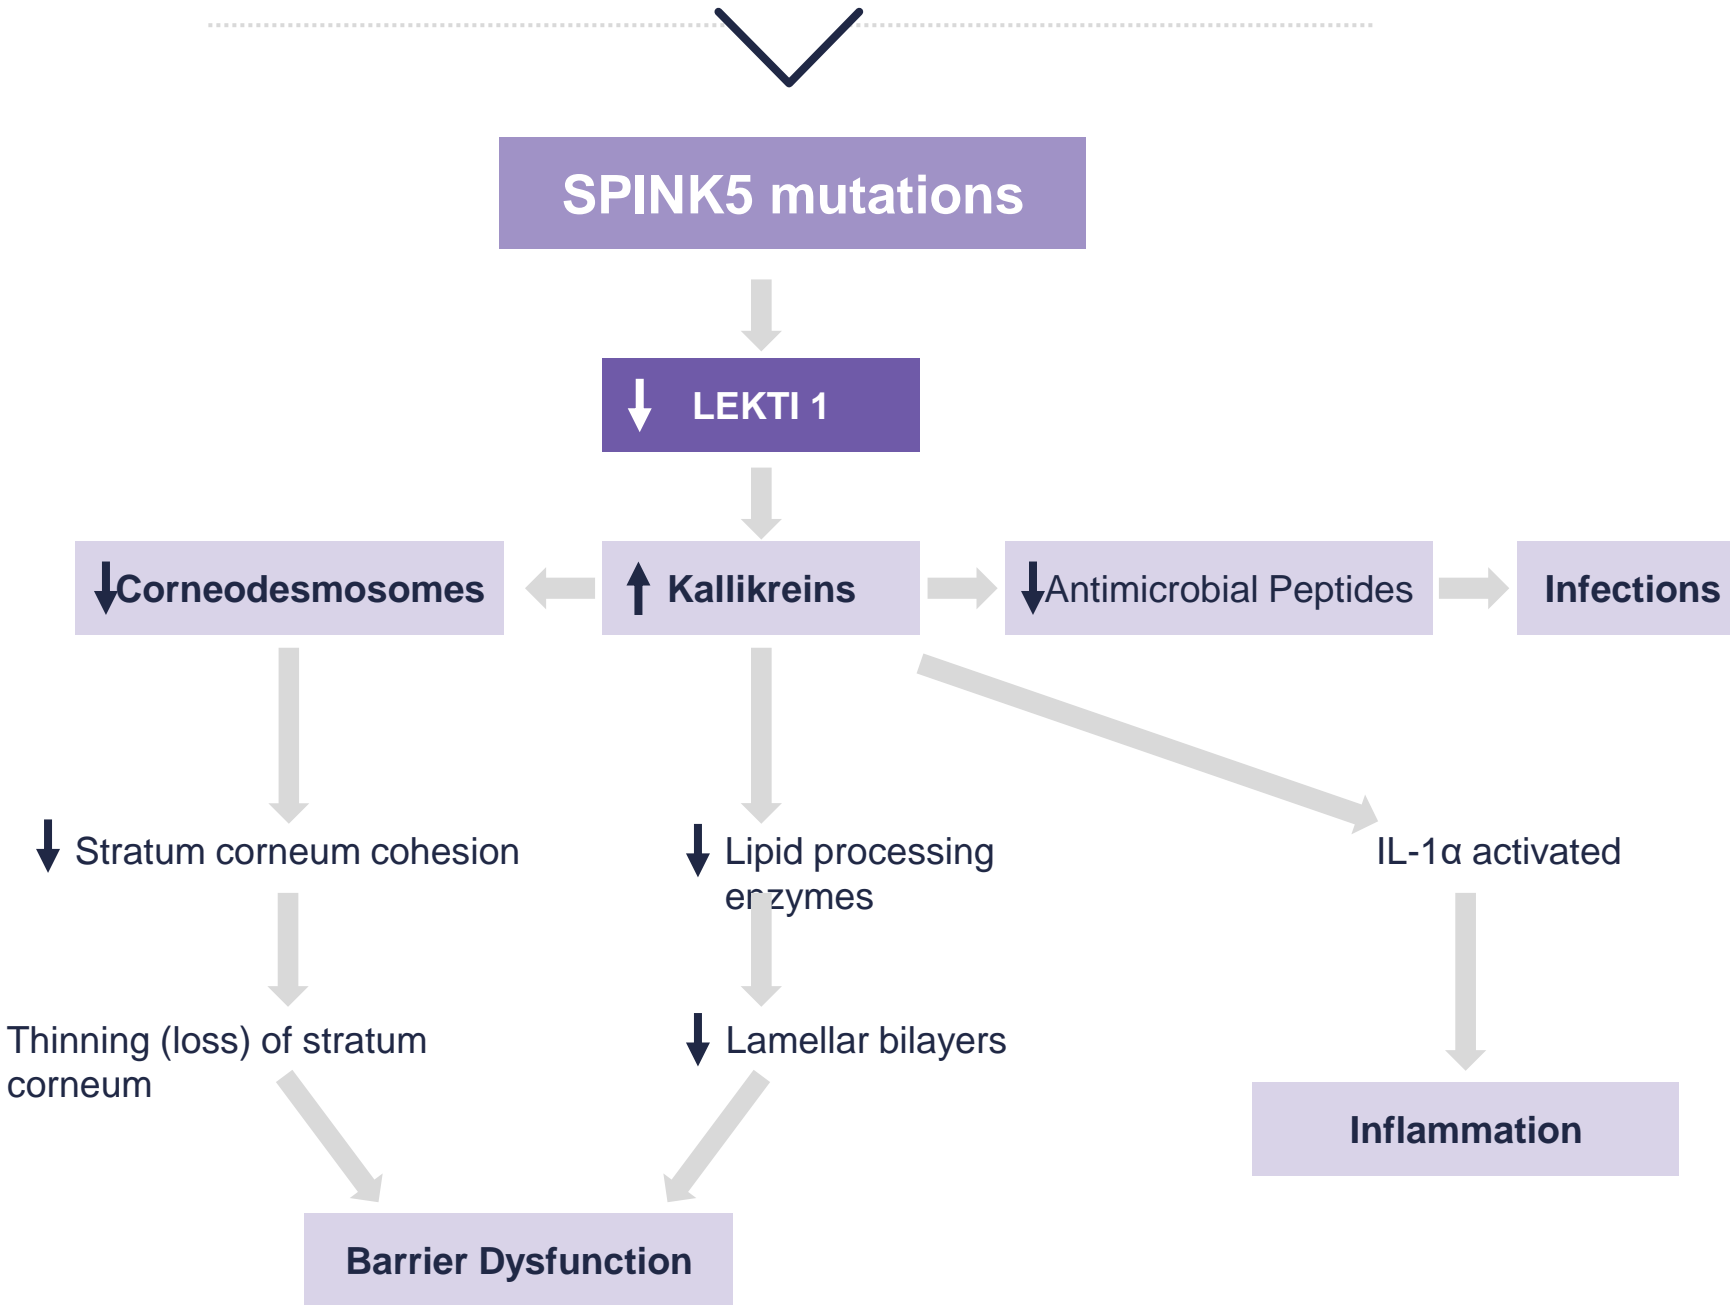 SPINK5 mutations
LEKTI 1
Corneodesmosomes
Kallikreins
Antimicrobial Peptides
Infections
Stratum corneum cohesion
Lipid processing
enzymes
IL-1α activated
Thinning (loss) of stratum
corneum
Lamellar bilayers
Inflammation
Barrier Dysfunction